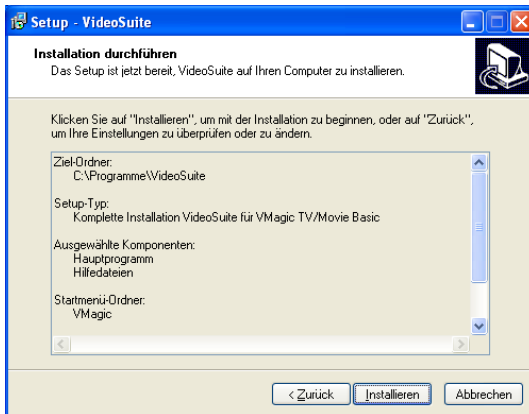 Setup - VideoSuite
Installation durchführen
Das Setup ist jetzt bereit, VideoSuite auf Ihren Computer zu installieren.
Klicken Sie auf "Installieren", um mit der Installation zu beginnen, oder auf "Zurück",
um Ihre Einstellungen zu überprüfen oder zu ändern.
Ziel-Ordner:
C:\Programme\VideoSuite
Setup-Typ:
Komplette Installation VideoSuite für VMagic TV/Movie Basic
Ausgewählte Komponenten:
Hauptprogramm
Hilfedateien
Startmenü-Ordner:
VMagic
< Zurück Installieren Abbrechen